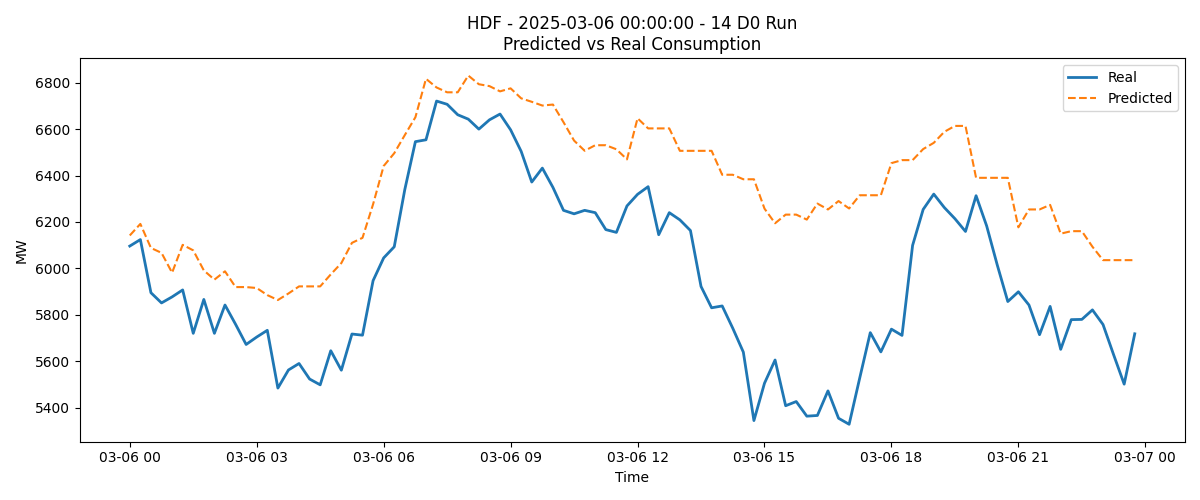 HDF - 2025-03-06 00:00:00 - 14 D0 Run
Predicted vs Real Consumption
Real
Predicted
MW
6800
6600
6400
6200
6000
5800
5600
5400
03-06 00
03-06 03
03-06 06
03-06 09
03-06 12
03-06 15
03-06 18
03-06 21
03-07 00
Time